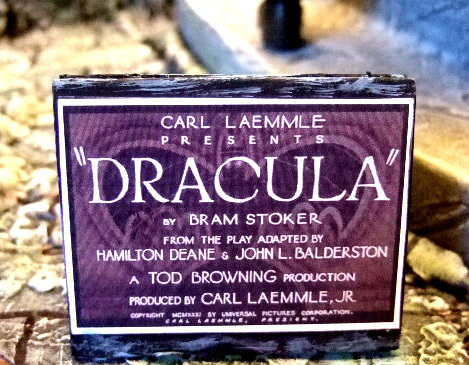 CARL LAEMMLE
PRESENTS
"DRACULA"
BY BRAM STOKER
FROM THE PLAY ADAPTED BY
HAMILTON DEANE & JOHN L. BALDERSTON
A TOD BROWNING PRODUCTION
PRODUCED BY CARL LAEMMLE, JR.
COPYRIGHT MCMXXXI BY UNIVERSAL PICTURES CORPORATION.
CARL LAEMMLE, PRESIDENT.